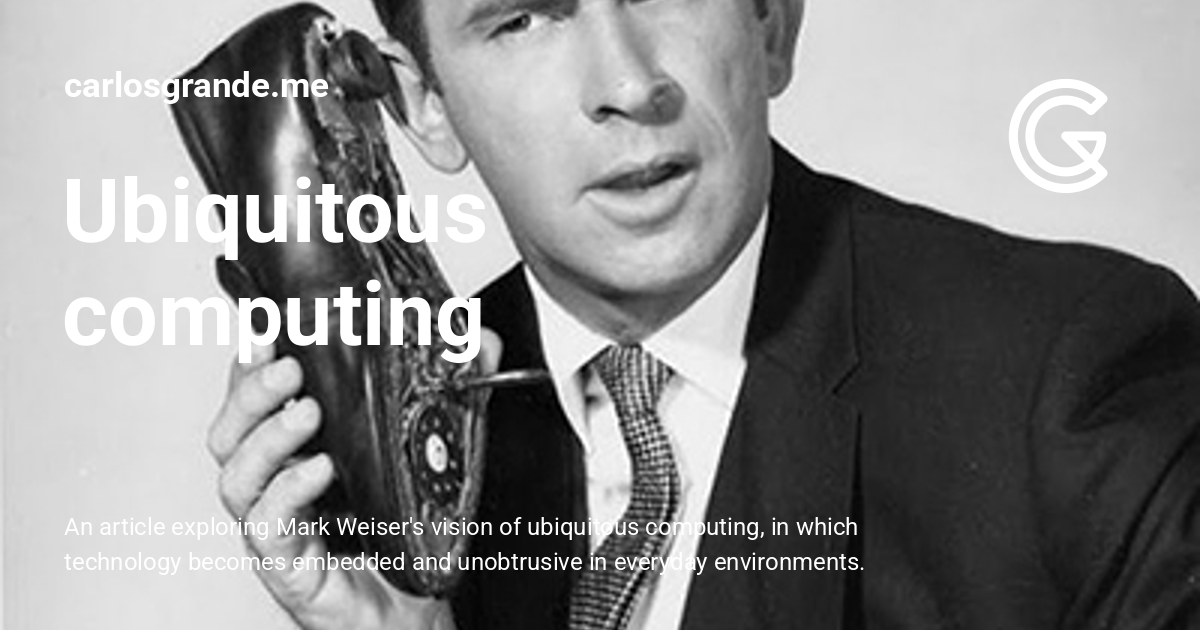 carlosgrande.me
Ubiquitous
computing
An article exploring Mark Weiser's vision of ubiquitous computing, in which
technology becomes embedded and unobtrusive in everyday environments.